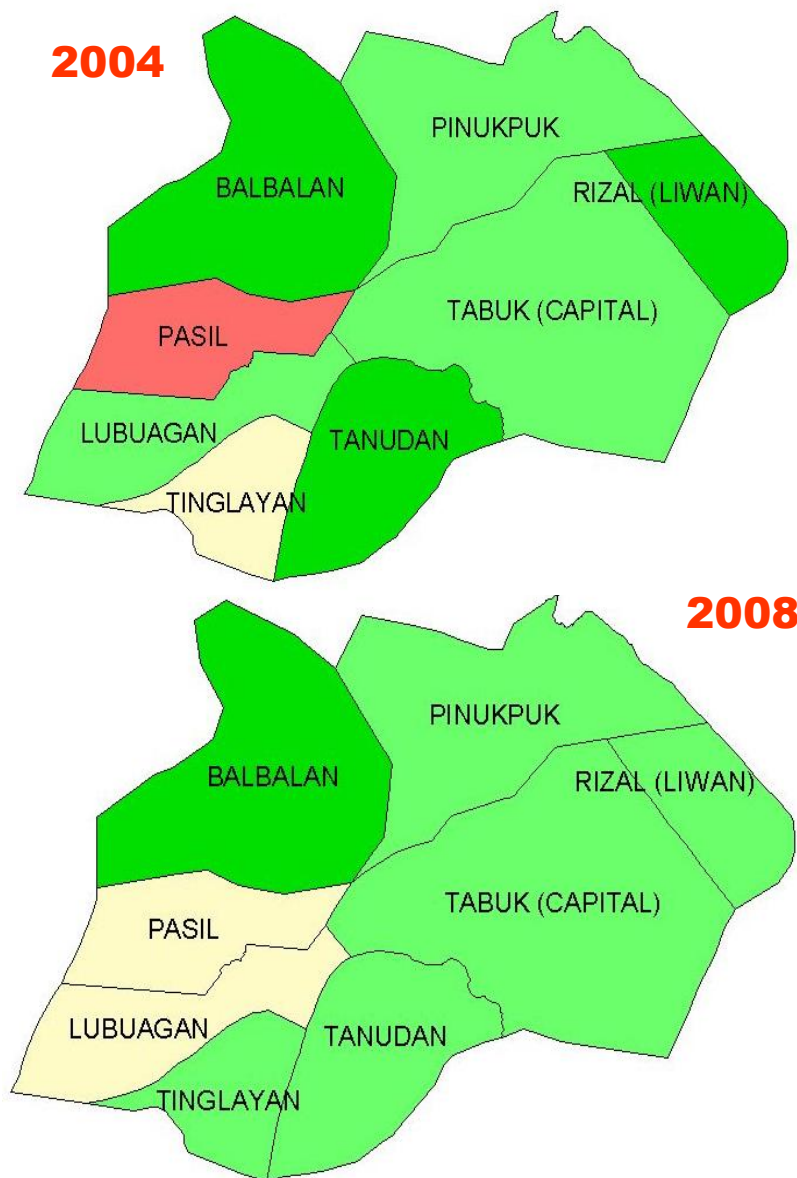 2004
PINUKPUK
BALBALAN
RIZAL (LIWAN)
TABUK (CAPITAL)
PASIL
LUBUAGAN
TANUDAN
TINGLAYAN
2008
PINUKPUK
BALBALAN
RIZAL (LIWAN)
TABUK (CAPITAL)
PASIL
LUBUAGAN
TANUDAN
TINGLAYAN